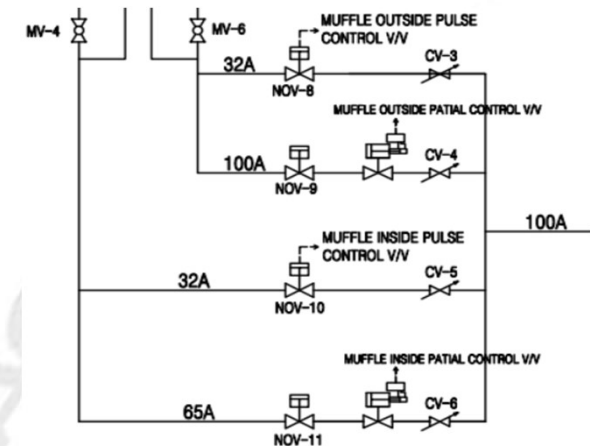 MUFFLE OUTSIDE PULSE
CONTROL V/V
MV-4
MV-6
CV-3
32A
NOV-8
MUFFLE OUTSIDE PATIAL CONTROL V/V
CV-4
100A
NOV-9
100A
MUFFLE INSIDE PULSE
CONTROL V/V
CV-5
32A
NOV-10
MUFFLE INSIDE PATIAL CONTROL V/V
CV-6
65A
NOV-11